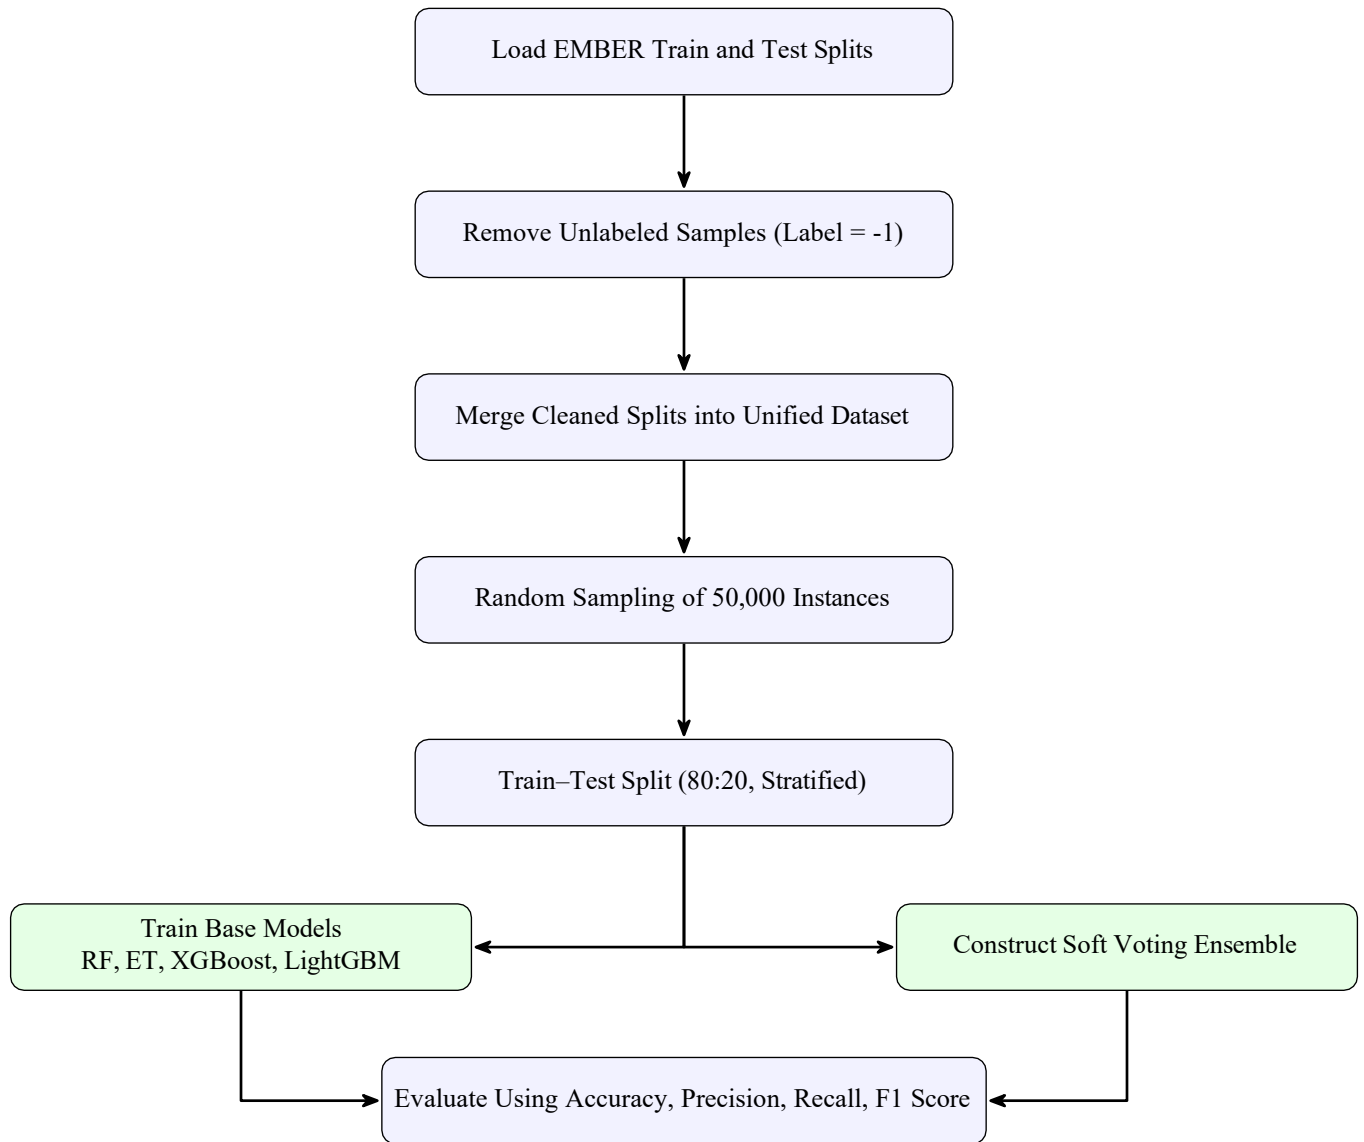 Load EMBER Train and Test Splits
Remove Unlabeled Samples (Label = -1)
Merge Cleaned Splits into Unified Dataset
Random Sampling of 50,000 Instances
Train–Test Split (80:20, Stratified)
Train Base Models
RF, ET, XGBoost, LightGBM
Construct Soft Voting Ensemble
Evaluate Using Accuracy, Precision, Recall, F1 Score